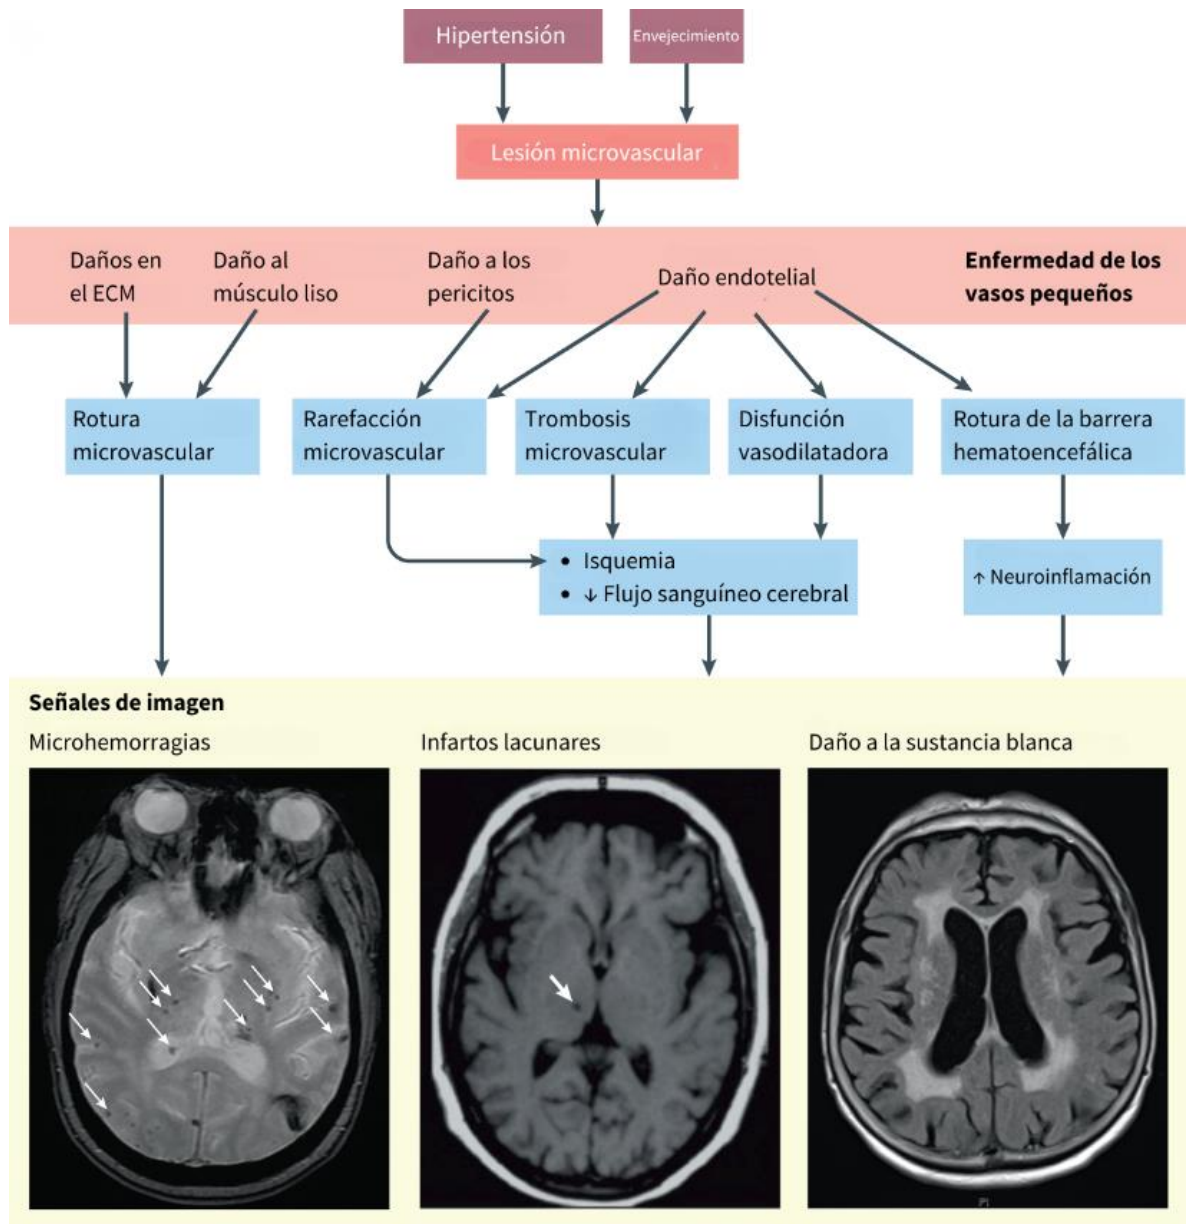 Hipertensión
Envejecimiento
Lesión microvascular
Daños en
el ECM
Daño al
músculo liso
Daño a los
pericitos
Daño endotelial
Enfermedad de los
vasos pequeños
Rotura
microvascular
Rarefacción
microvascular
Trombosis
microvascular
Disfunción
vasodilatadora
Rotura de la barrera
hematoencefálica
• Isquemia
• ↓ Flujo sanguíneo cerebral
↑ Neuroinflamación
Señales de imagen
Microhemorragias
Infartos lacunares
Daño a la sustancia blanca